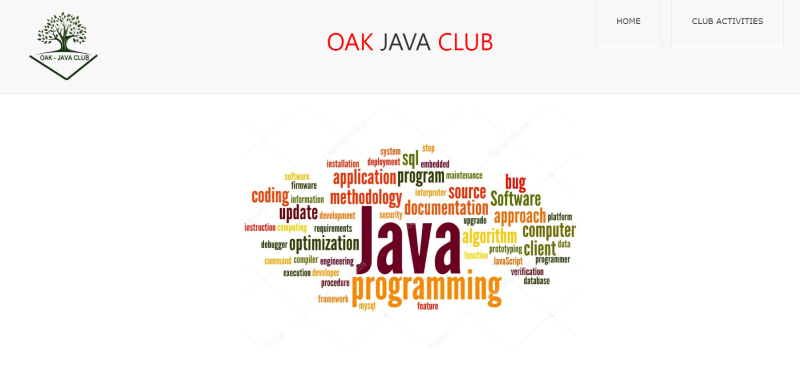 OAK - JAVA CLUB
OAK JAVA CLUB
HOME
CLUB ACTIVITIES
system
step
installation
deployment
sql
embedded
software
application
program
maintenance
firmware
bug
coding
information
methodology
interpreter
source
Software
update
development
security
documentation
approach
platform
instruction
computing
requirements
Java
upgrade
computer
debugger
optimization
algorithm
prototyping
client
data
command
compiler
engineering
function
JavaScript
programmer
execution
developer
verification
procedure
programming
database
framework
mysql
feature